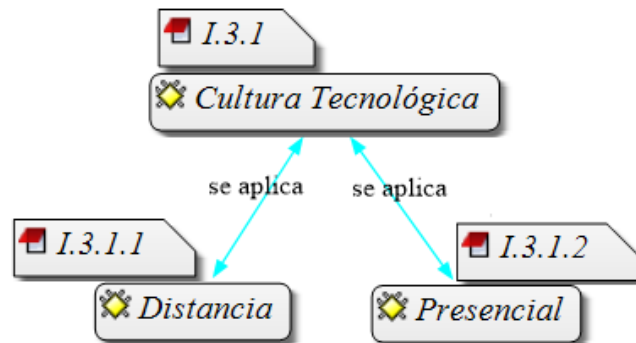 I.3.1
Cultura Tecnológica
se aplica
se aplica
I.3.1.1
I.3.1.2
Distancia
Presencial